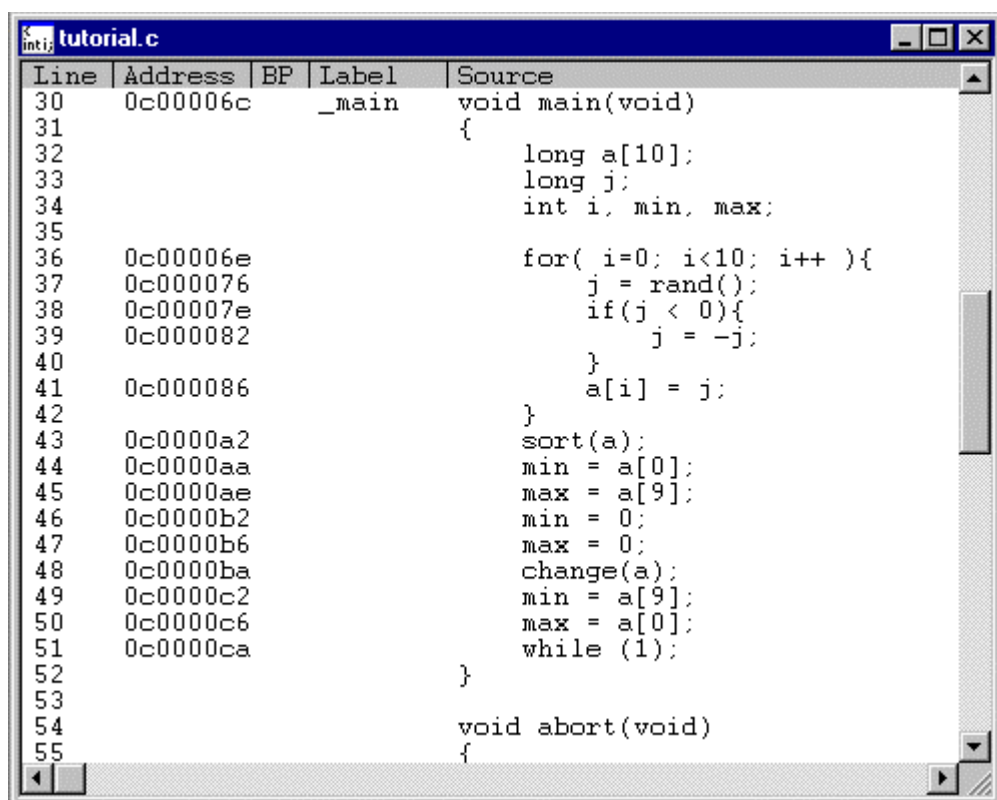 tutorial.c
Line Address BP Label Source
30 0c00006c _main void main(void)
31 {
32 long a[10];
33 long j;
34 int i, min, max;
35
36 0c00006e for( i=0; i<10; i++ ){
37 0c000076 j = rand();
38 0c00007e if(j < 0){
39 0c000082 j = -j;
40 }
41 0c000086 a[i] = j;
42 }
43 0c0000a2 sort(a);
44 0c0000aa min = a[0];
45 0c0000ae max = a[9];
46 0c0000b2 min = 0;
47 0c0000b6 max = 0;
48 0c0000ba change(a);
49 0c0000c2 min = a[9];
50 0c0000c6 max = a[0];
51 0c0000ca while (1);
52 }
53
54 void abort(void)
55 {